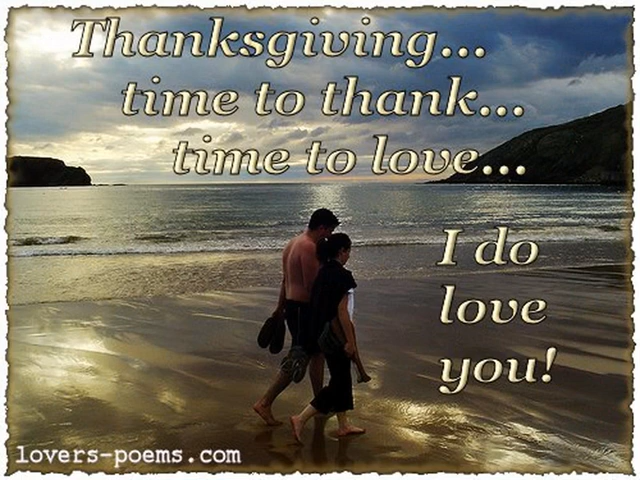 Thanksgiving...
time to thank...
time to love...
I do
love
you!
lovers-poems.com